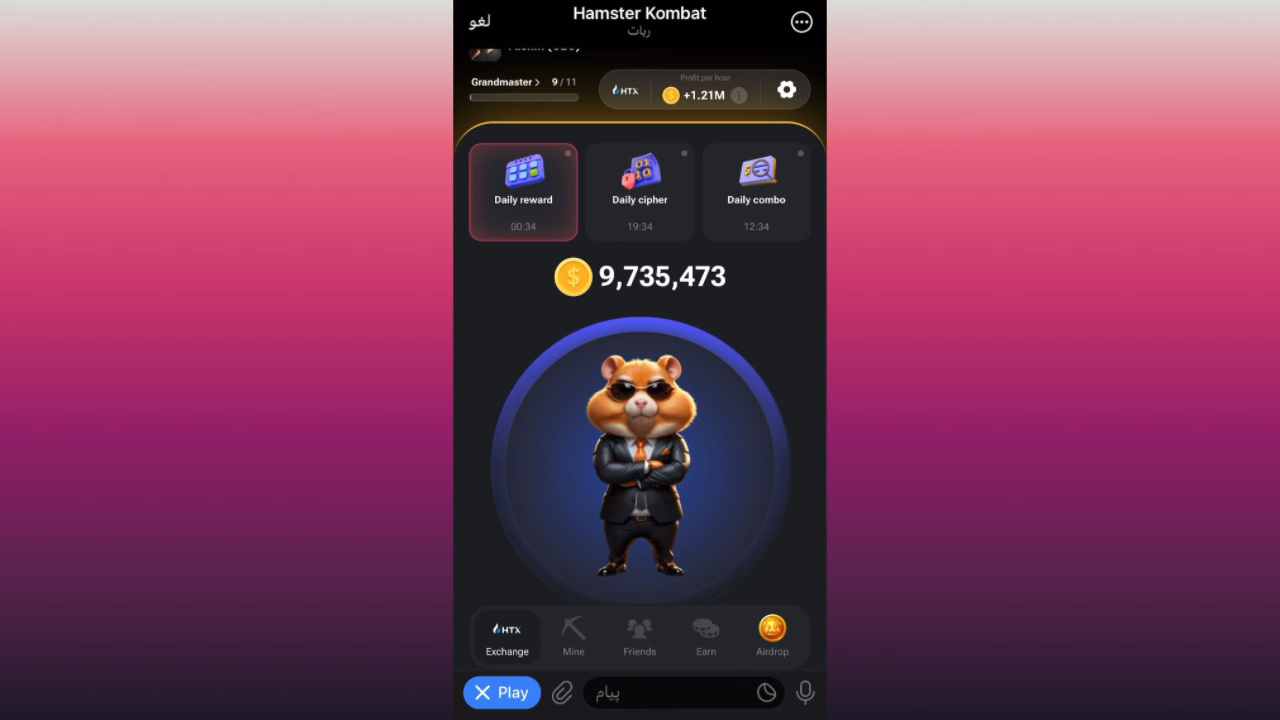 لغو
Hamster Kombat
ربات
Grandmaster > 9 / 11
HTX
Profit per hour
+1.21M
Daily reward
00:34
Daily cipher
19:34
Daily combo
12:34
9,735,473
HTX
Exchange
Mine
Friends
Earn
Airdrop
Play
پیام